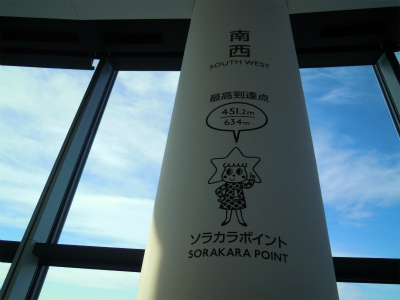 南
西
SOUTH WEST
最高到達点
451.2m
634m
ソラカラポイント
SORAKARA POINT